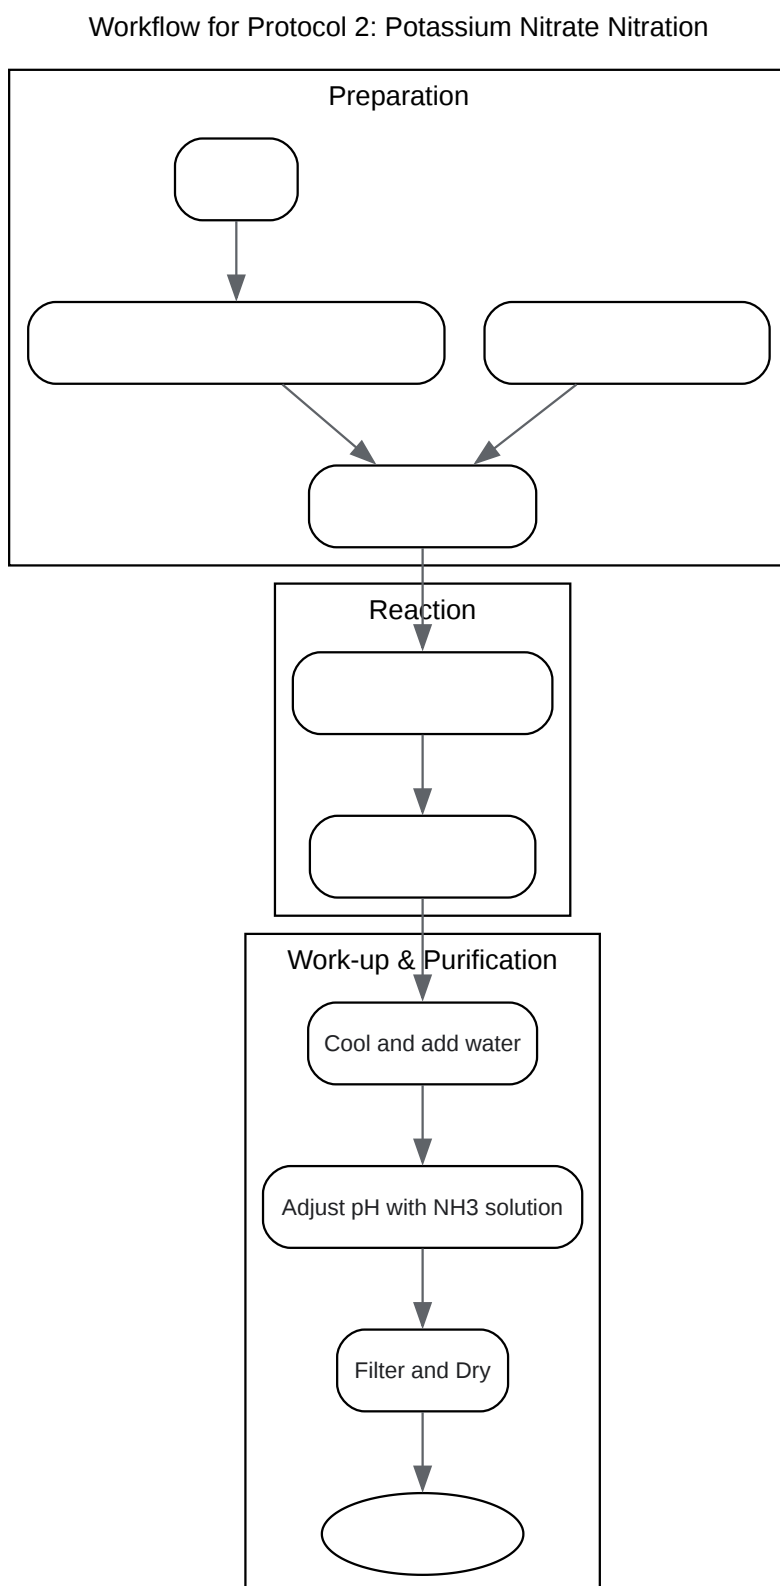 Workflow for Protocol 2: Potassium Nitrate Nitration
Preparation
Reaction
Work-up & Purification
Cool and add water
Adjust pH with NH3 solution
Filter and Dry